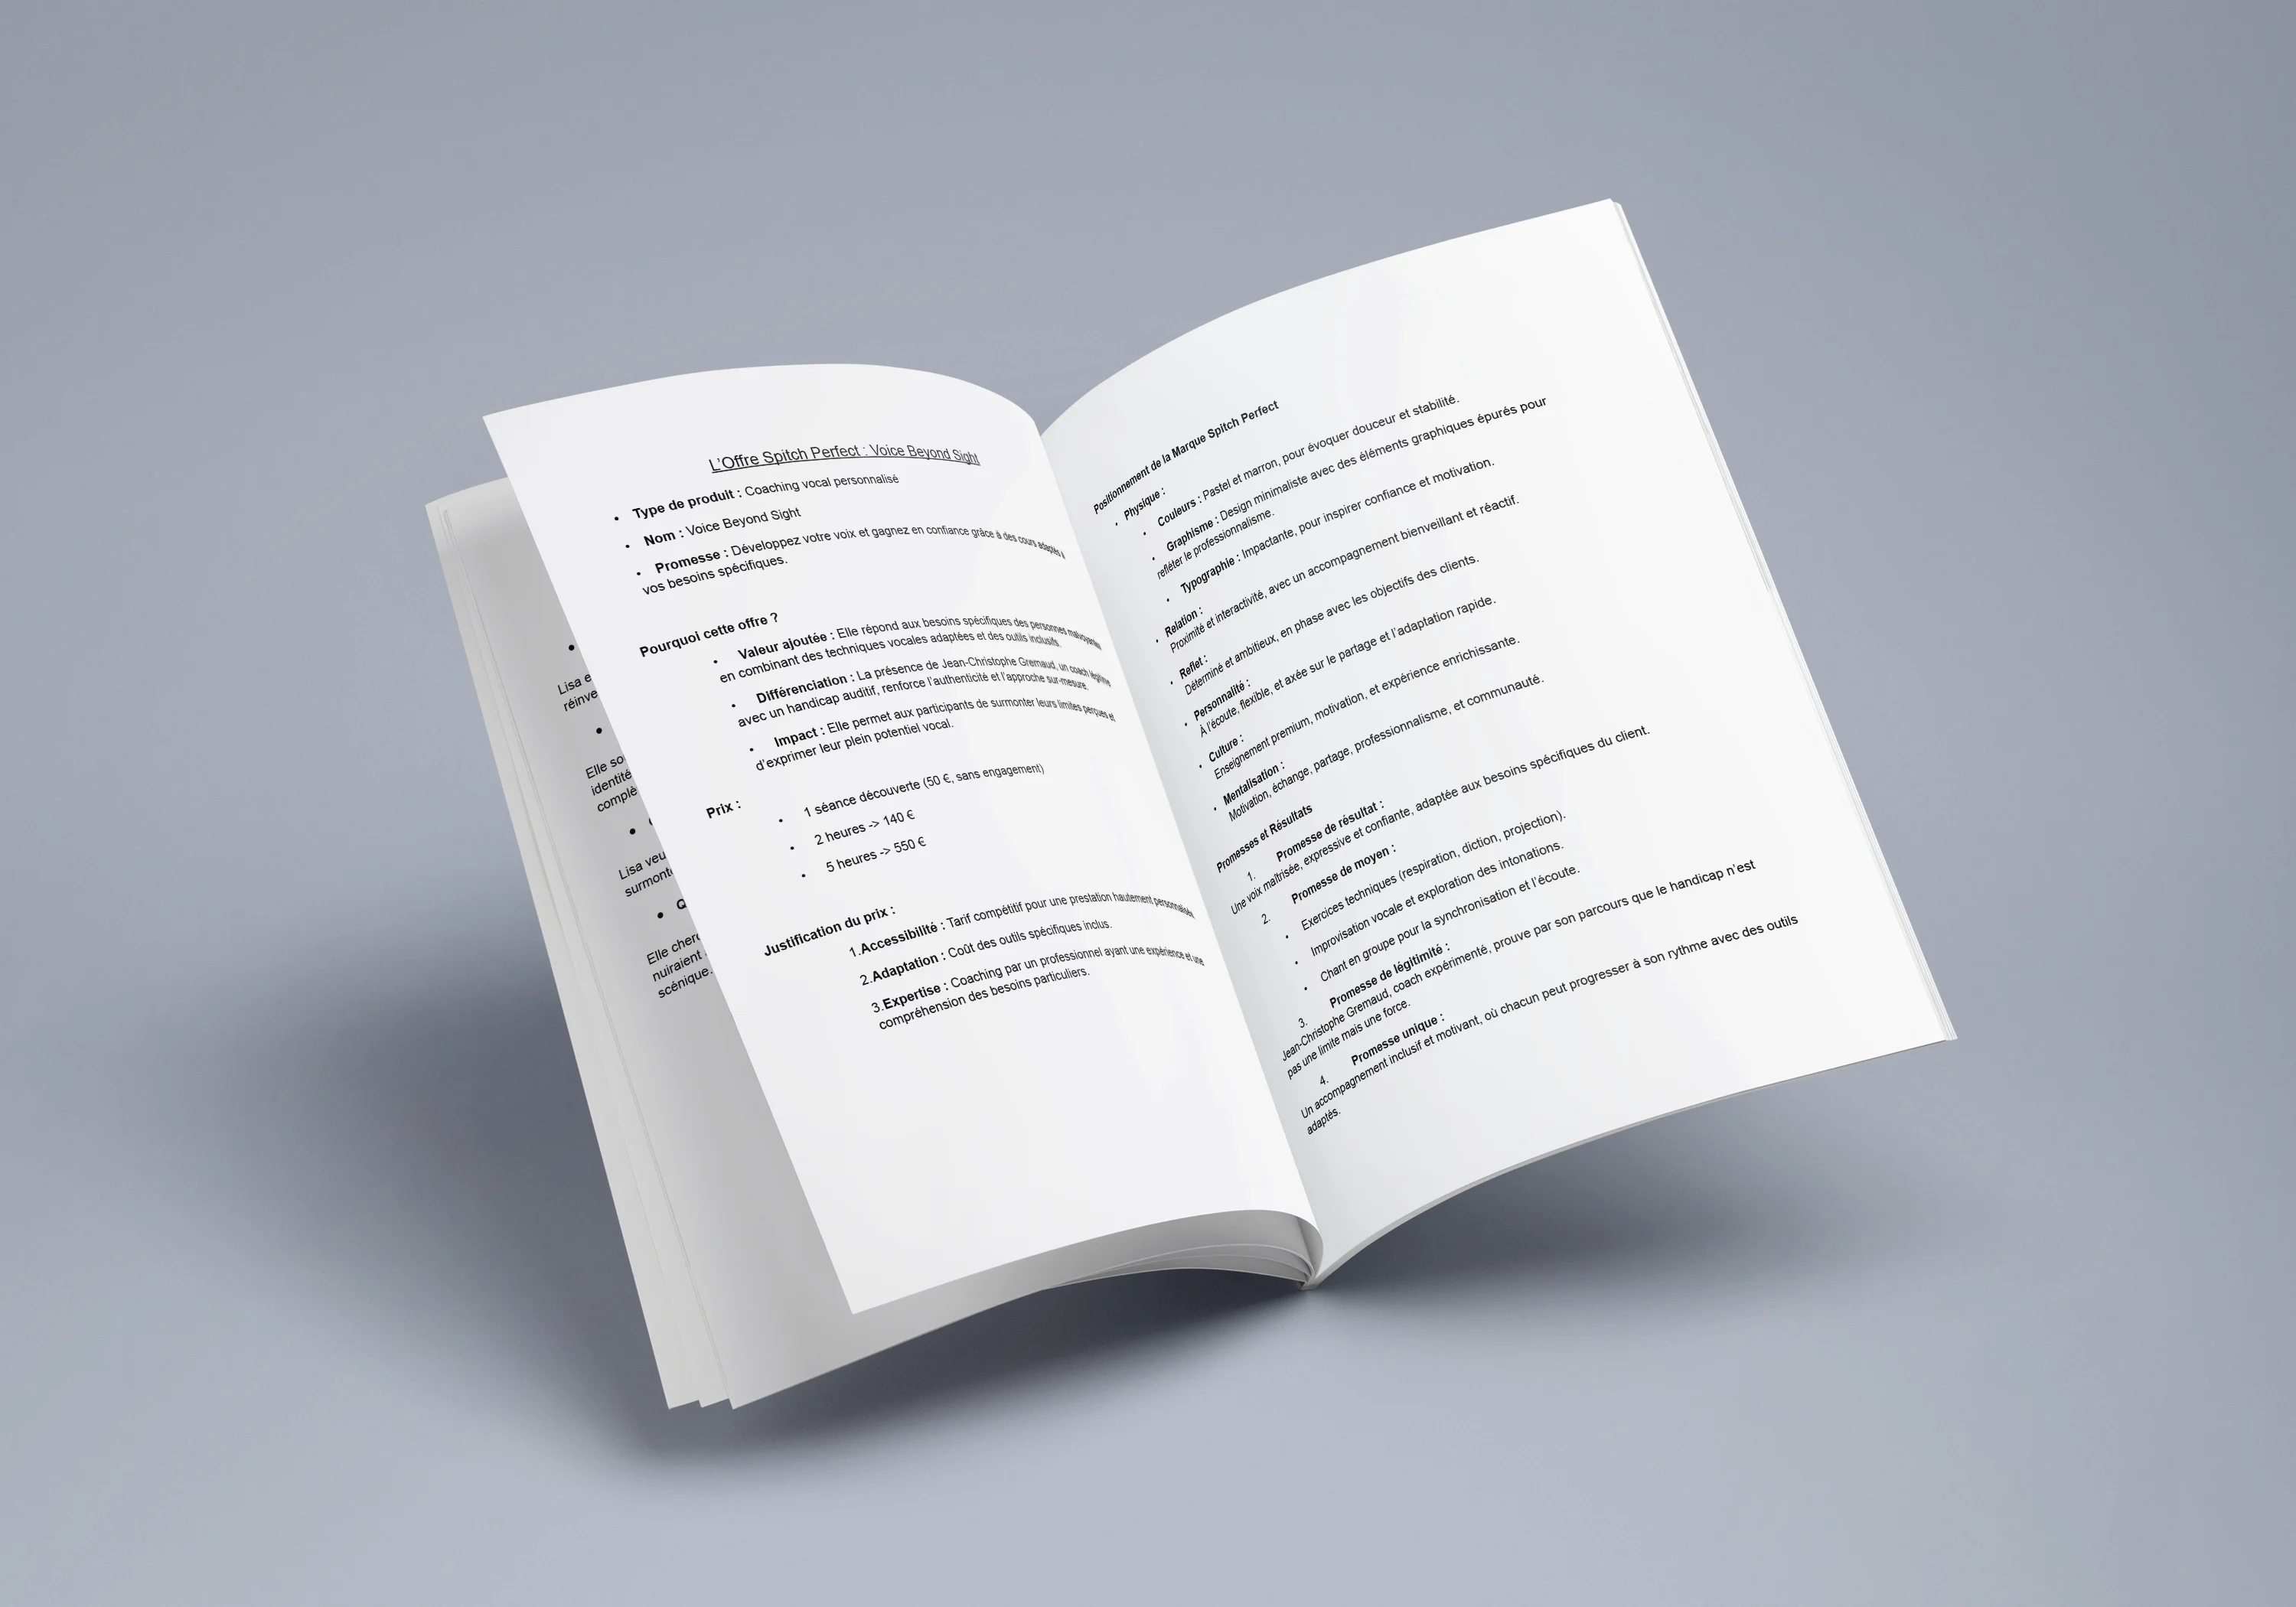 Lisa e
réinve
Elle so
identité
complè
Lisa veu
surmont
Q
Elle cherc
nuiraient
scénique.
L'Offre Spitch Perfect : Voice Beyond Sight
• Type de produit : Coaching vocal personnalisé
• Nom : Voice Beyond Sight
• Promesse : Développez votre voix et gagnez en confiance grâce à des cours adaptés à
vos besoins spécifiques.
Pourquoi cette offre ?
• Valeur ajoutée : Elle répond aux besoins spécifiques des personnes malvoyantes
en combinant des techniques vocales adaptées et des outils inclusifs.
• Différenciation : La présence de Jean-Christophe Gremaud, un coach légitime
avec un handicap auditif, renforce l'authenticité et l'approche sur-mesure.
• Impact : Elle permet aux participants de surmonter leurs limites perçues et
d'exprimer leur plein potentiel vocal.
Prix :
• 1 séance découverte (50 €, sans engagement)
• 2 heures -> 140 €
• 5 heures -> 550 €
Justification du prix :
1.Accessibilité : Tarif compétitif pour une prestation hautement personnalisée
2.Adaptation : Coût des outils spécifiques inclus.
3.Expertise : Coaching par un professionnel ayant une expérience et une
compréhension des besoins particuliers.
Positionnement de la Marque Spitch Perfect
• Physique :
• Couleurs : Pastel et marron, pour évoquer douceur et stabilité.
• Graphisme : Design minimaliste avec des éléments graphiques épurés pour
refléter le professionnalisme.
• Typographie : Impactante, pour inspirer confiance et motivation.
• Relation :
Proximité et interactivité, avec un accompagnement bienveillant et réactif.
• Reflet :
Déterminé et ambitieux, en phase avec les objectifs des clients.
• Personnalité :
À l'écoute, flexible, et axée sur le partage et l'adaptation rapide.
• Culture :
Enseignement premium, motivation, et expérience enrichissante.
• Mentalisation :
Motivation, échange, partage, professionnalisme, et communauté.
Promesses et Résultats
1. Promesse de résultat :
Une voix maîtrisée, expressive et confiante, adaptée aux besoins spécifiques du client.
2. Promesse de moyen :
• Exercices techniques (respiration, diction, projection).
• Improvisation vocale et exploration des intonations.
• Chant en groupe pour la synchronisation et l'écoute.
3. Promesse de légitimité :
Jean-Christophe Gremaud, coach expérimenté, prouve par son parcours que le handicap n'est
pas une limite mais une force.
4. Promesse unique :
Un accompagnement inclusif et motivant, où chacun peut progresser à son rythme avec des outils
adaptés.